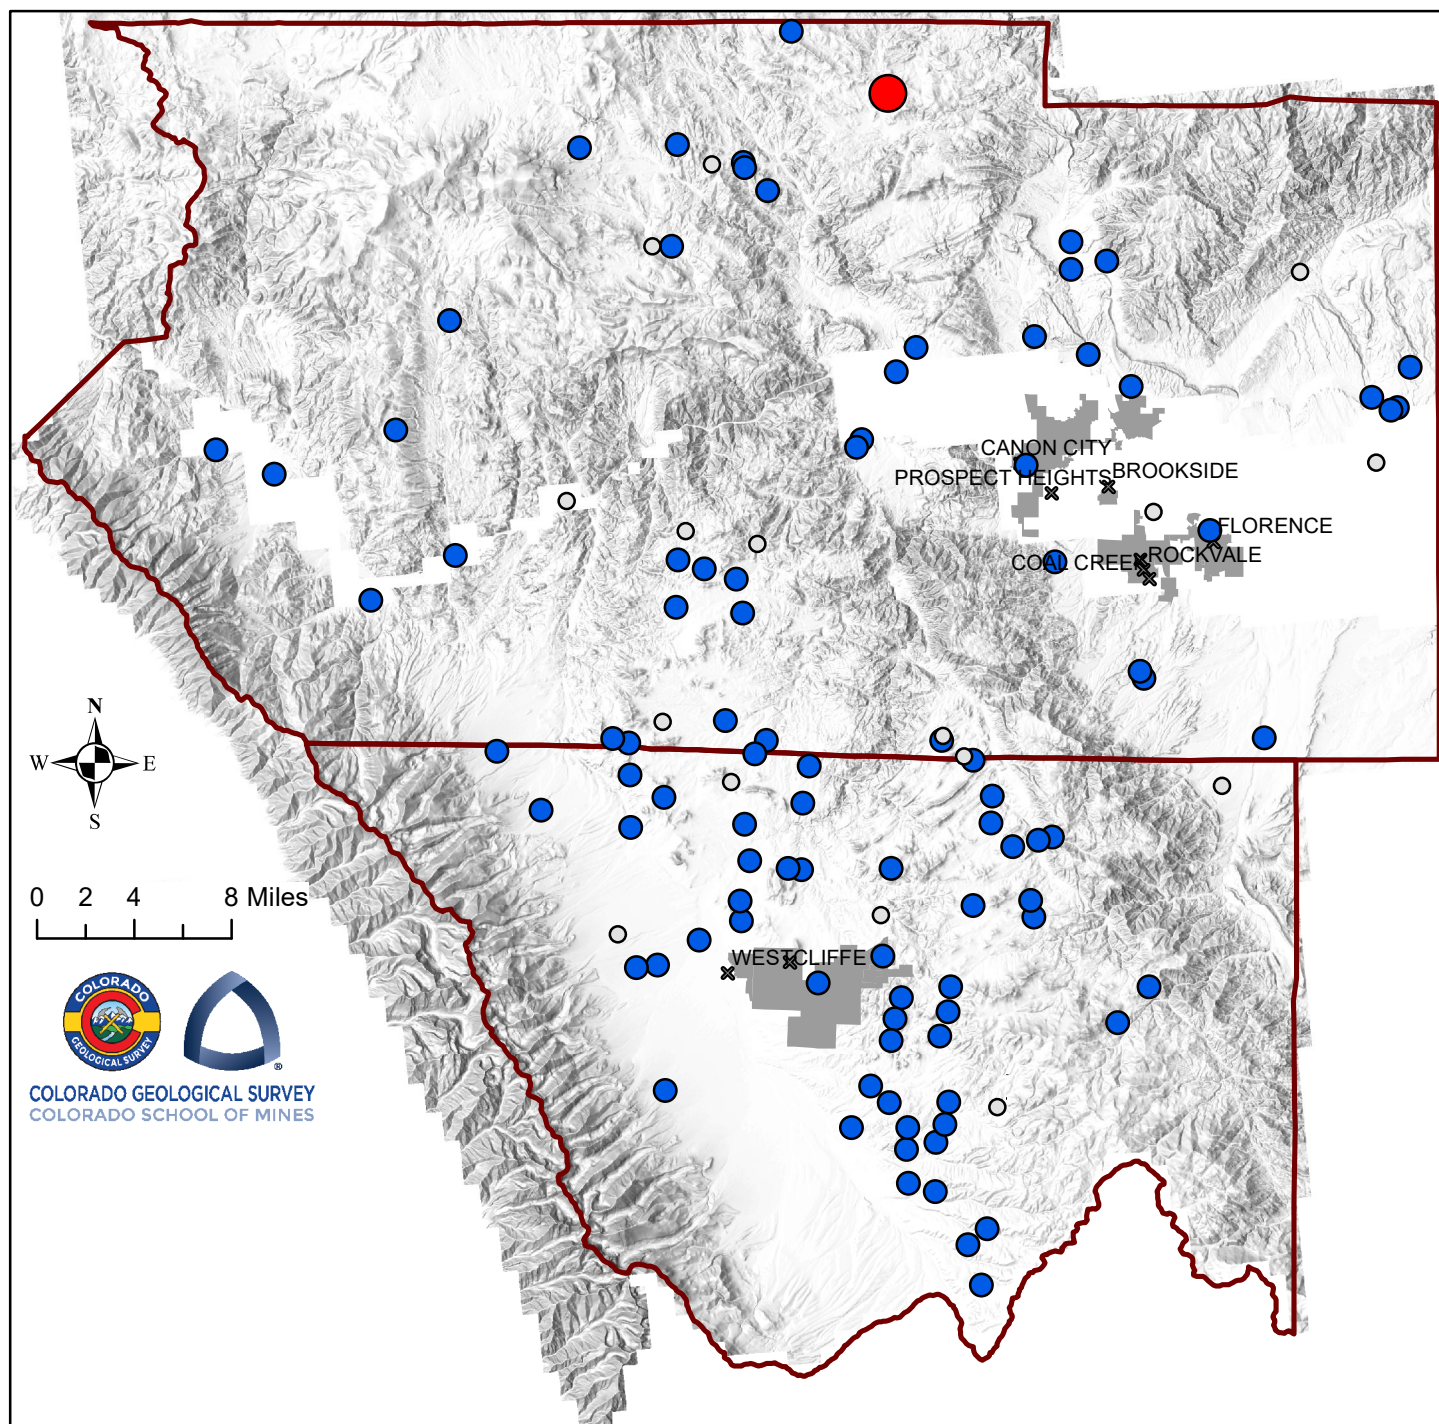 CANON CITY
PROSPECT HEIGHTS
BROOKSIDE
FLORENCE
COAL CREEK
ROCKVALE
N
W
E
S
0 2 4 8 Miles
WESTCLIFFE
COLORADO
GEOLOGICAL SURVEY
®
COLORADO GEOLOGICAL SURVEY
COLORADO SCHOOL OF MINES